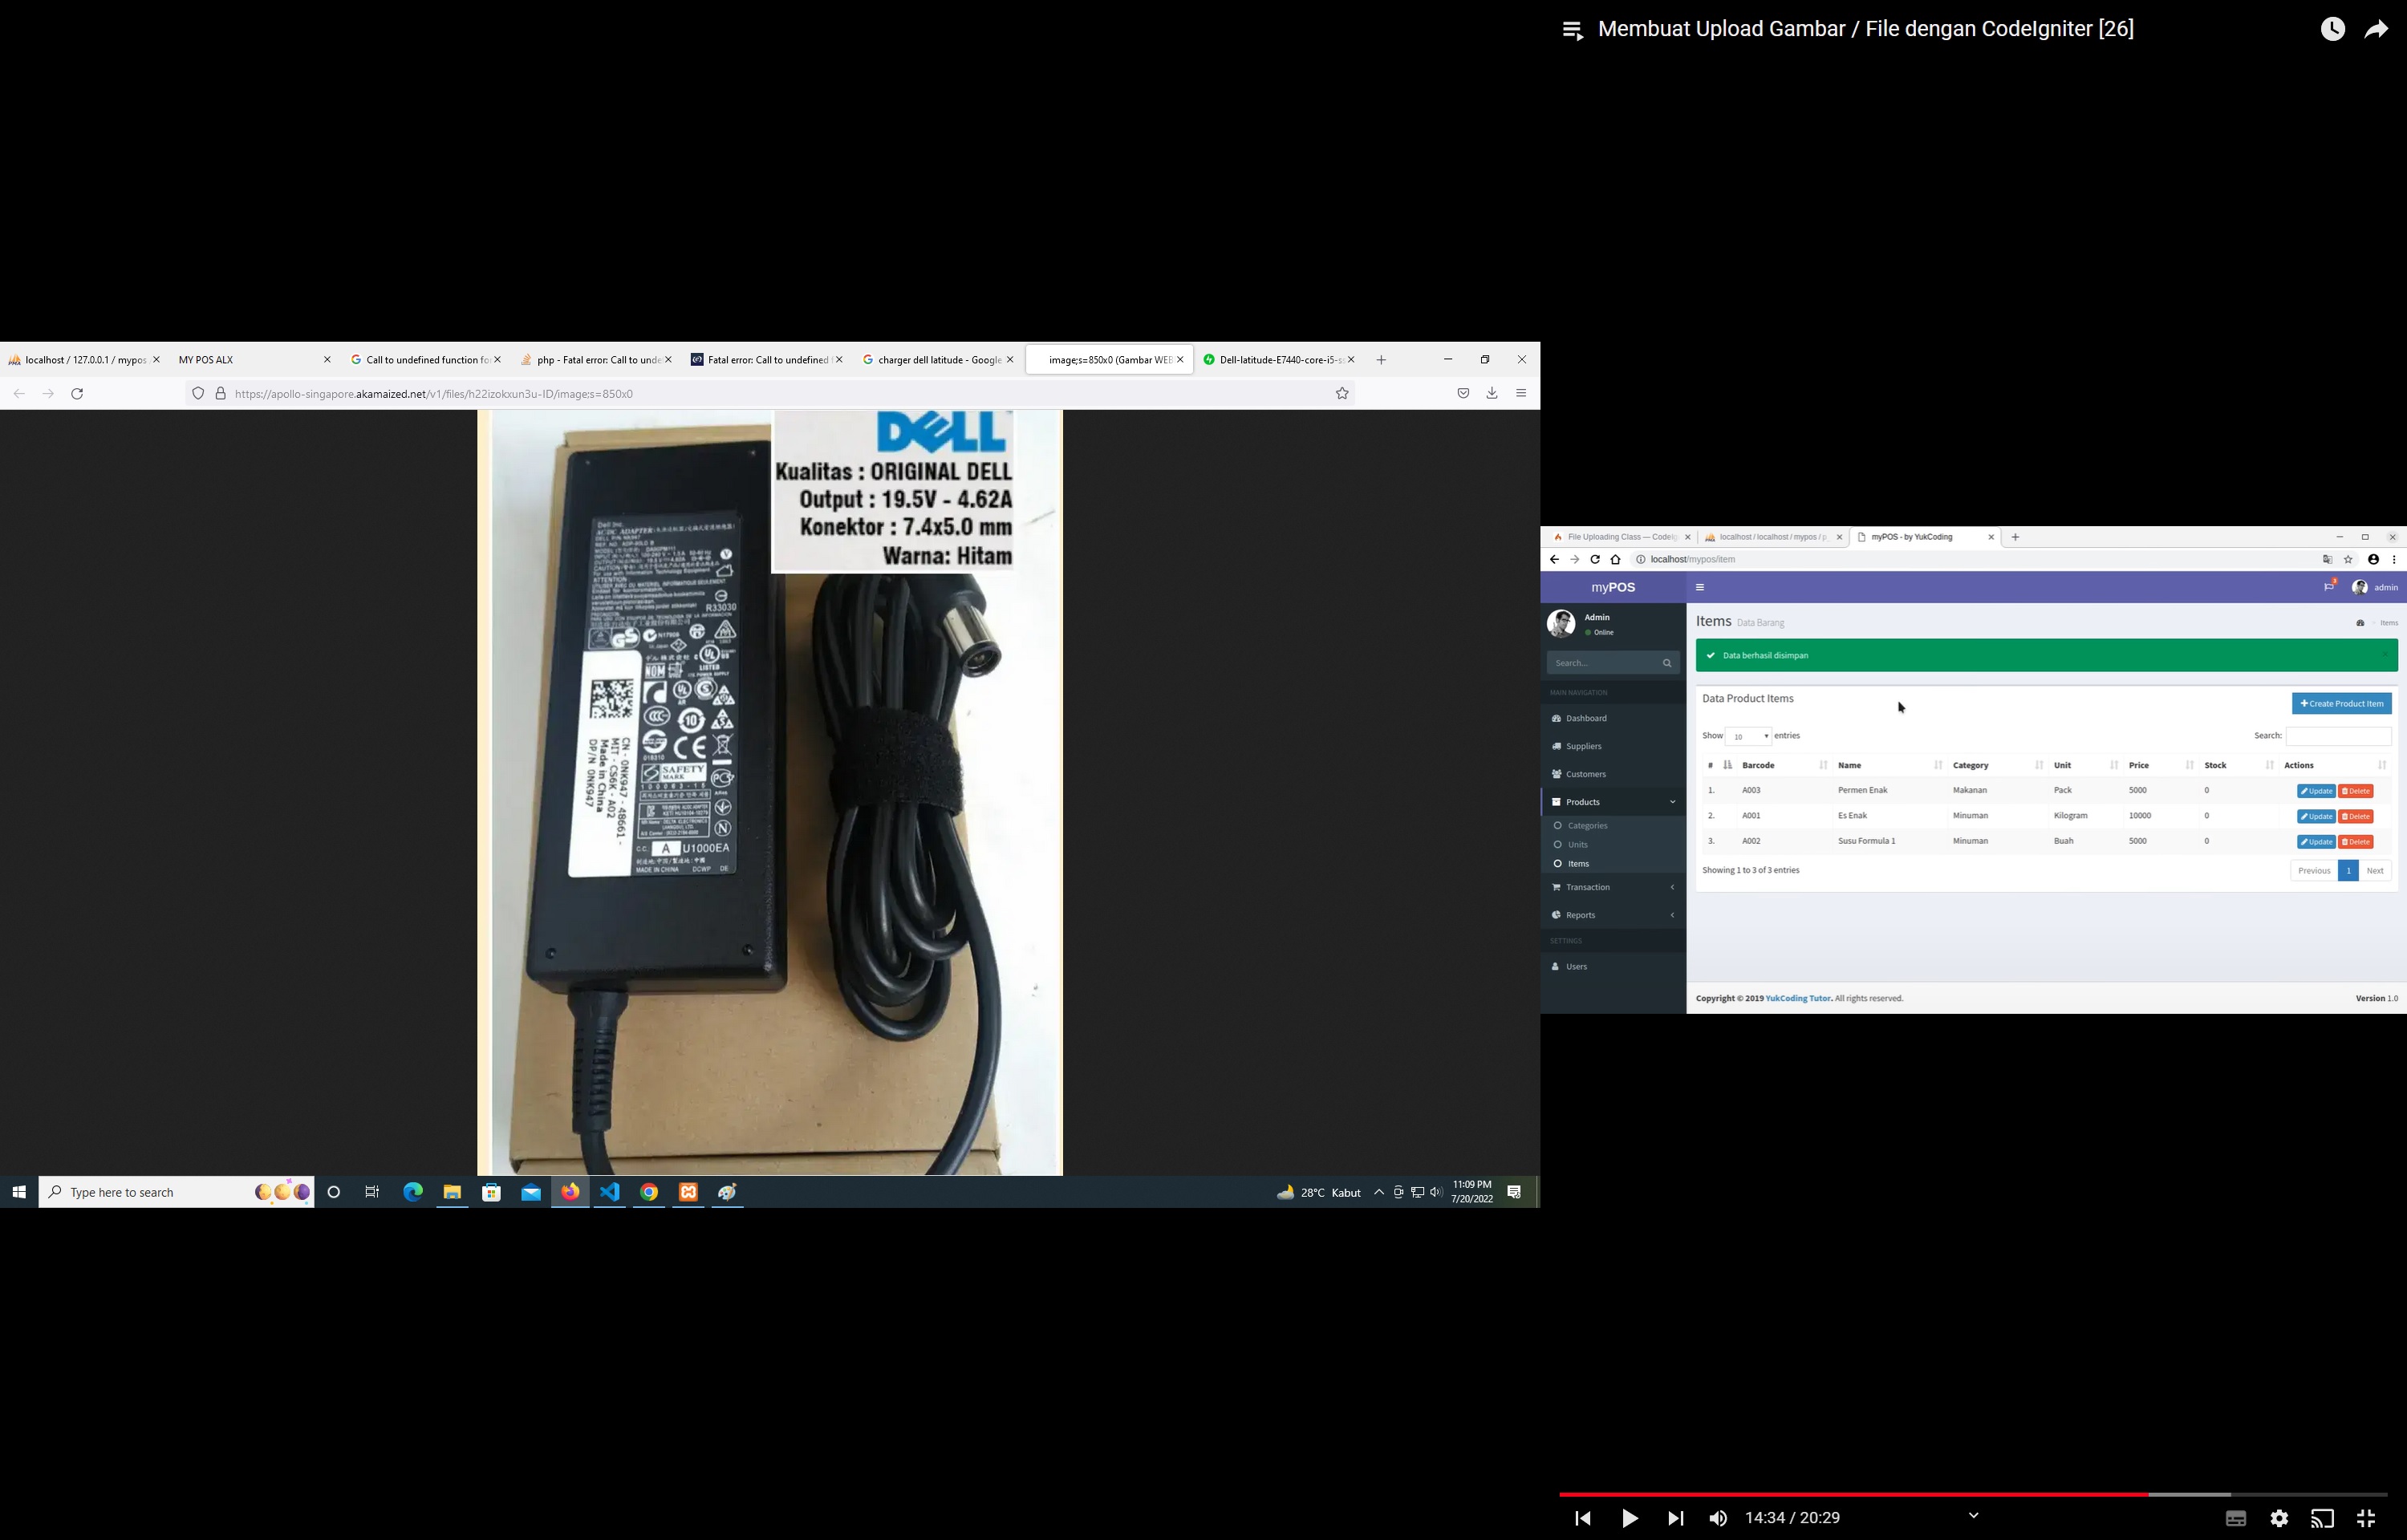 Membuat Upload Gambar / File dengan CodeIgniter [26]
localhost / 127.0.0.1 / mypos
MY POS ALX
Call to undefined function fo
php - Fatal error: Call to unde
Fatal error: Call to undefined f
charger dell latitude - Google
image;s=850x0 (Gambar WEB
Dell-latitude-E7440-core-i5-ss
https://apollo-singapore.akamaized.net/v1/files/h22izokxun3u-ID/image;s=850x0
DELL
Kualitas : ORIGINAL DELL
Output : 19.5V - 4.62A
Konektor : 7.4x5.0 mm
Warna: Hitam
Dell Inc.
R33030
N17908
NOM
LISTED
SAFETY
MARK
CN - 0NK947 - 48661 -
MIT - CS6K - A02
Made in China
DP/N 0NK947
C.C: A U1000EA
MADE IN CHINA DCWP DE
Type here to search
28°C Kabut
11:09 PM
7/20/2022
File Uploading Class — CodeIg
localhost / localhost / mypos / p_
myPOS - by YukCoding
localhost/mypos/item
myPOS
admin
Admin
Online
Search...
MAIN NAVIGATION
Dashboard
Suppliers
Customers
Products
Categories
Units
Items
Transaction
Reports
SETTINGS
Users
Items Data Barang
Items
Data berhasil disimpan
Data Product Items
Create Product Item
Show 10 entries
Search:
# Barcode Name Category Unit Price Stock Actions
1. A003 Permen Enak Makanan Pack 5000 0 Update Delete
2. A001 Es Enak Minuman Kilogram 10000 0 Update Delete
3. A002 Susu Formula 1 Minuman Buah 5000 0 Update Delete
Showing 1 to 3 of 3 entries
Previous 1 Next
Copyright © 2019 YukCoding Tutor. All rights reserved.
Version 1.0
14:34 / 20:29